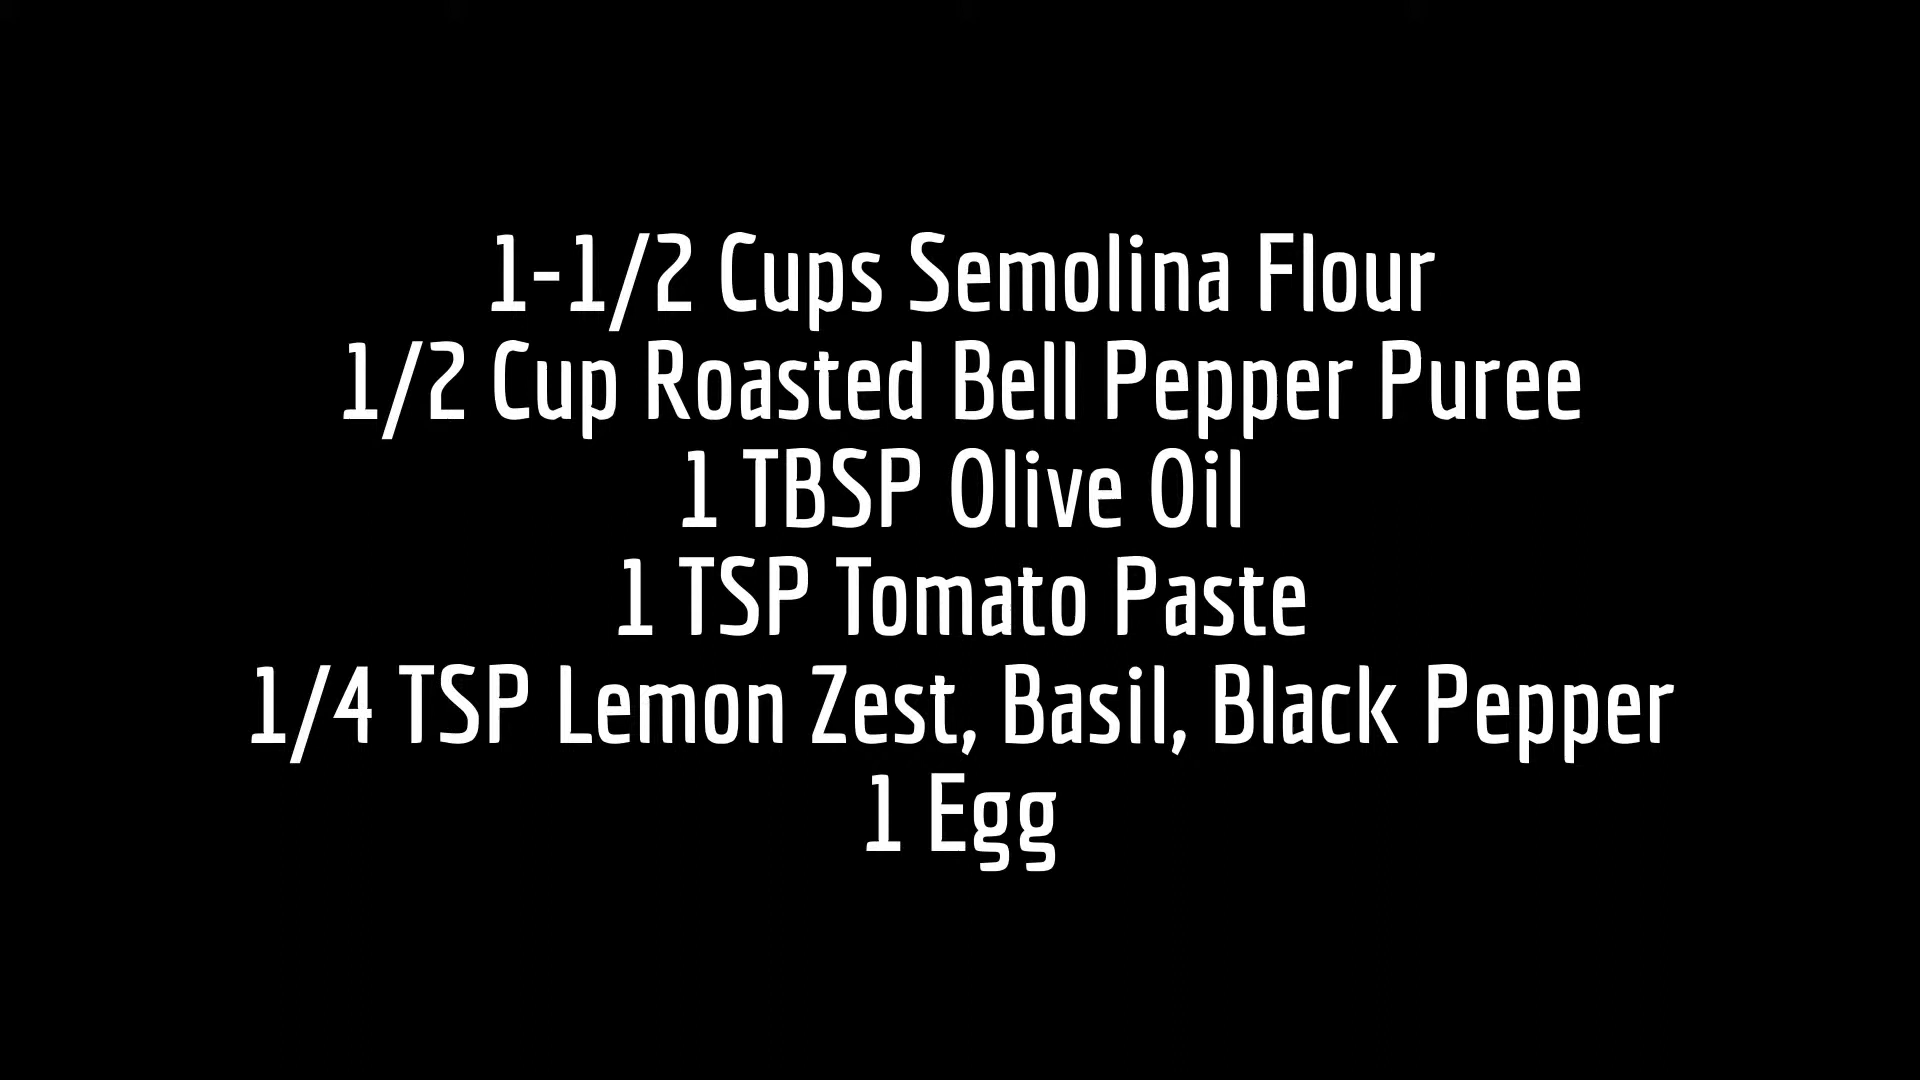 1-1/2 Cups Semolina Flour
1/2 Cup Roasted Bell Pepper Puree
1 TBSP Olive Oil
1 TSP Tomato Paste
1/4 TSP Lemon Zest, Basil, Black Pepper
1 Egg